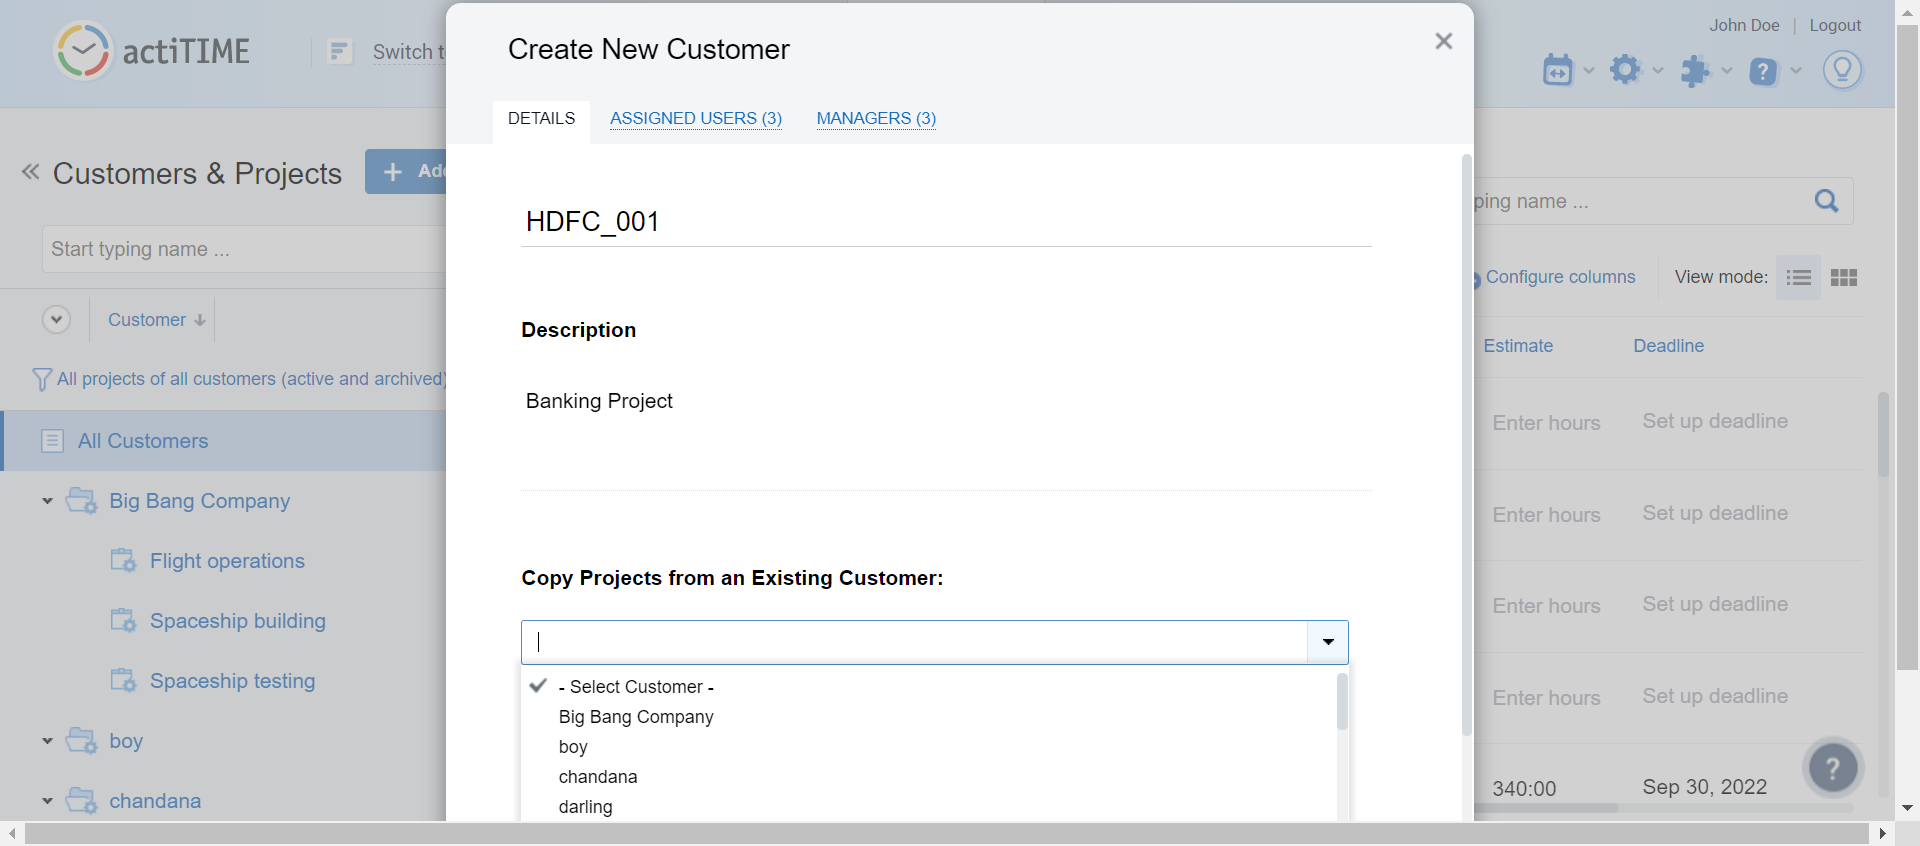 actiTIME
Switch t
John Doe | Logout
Create New Customer
DETAILS
ASSIGNED USERS (3)
MANAGERS (3)
Customers & Projects
Add
Start typing name ...
Customer
All projects of all customers (active and archived)
All Customers
Big Bang Company
Flight operations
Spaceship building
Spaceship testing
boy
chandana
HDFC_001
Description
Banking Project
Copy Projects from an Existing Customer:
- Select Customer -
Big Bang Company
boy
chandana
darling
ping name ...
Configure columns
View mode:
Estimate
Deadline
Enter hours
Set up deadline
Enter hours
Set up deadline
Enter hours
Set up deadline
Enter hours
Set up deadline
340:00
Sep 30, 2022
?